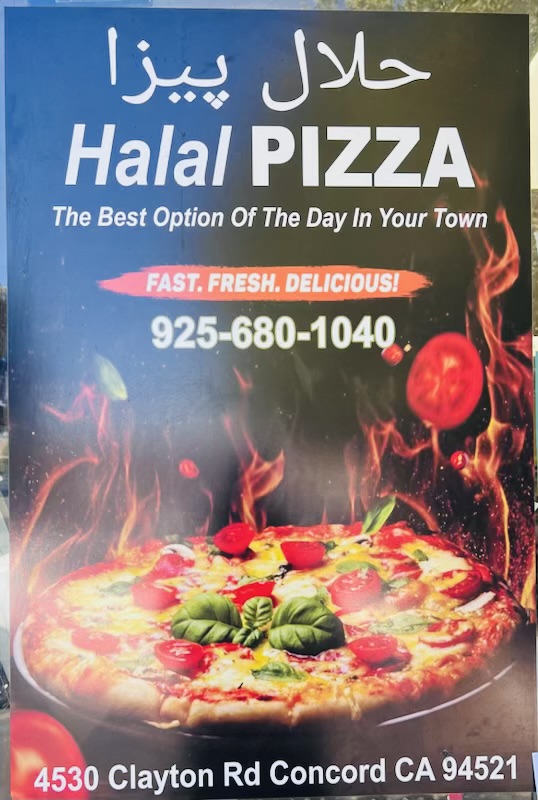 حلال پیزا
Halal PIZZA
The Best Option Of The Day In Your Town
FAST. FRESH. DELICIOUS!
925-680-1040
4530 Clayton Rd Concord CA 94521